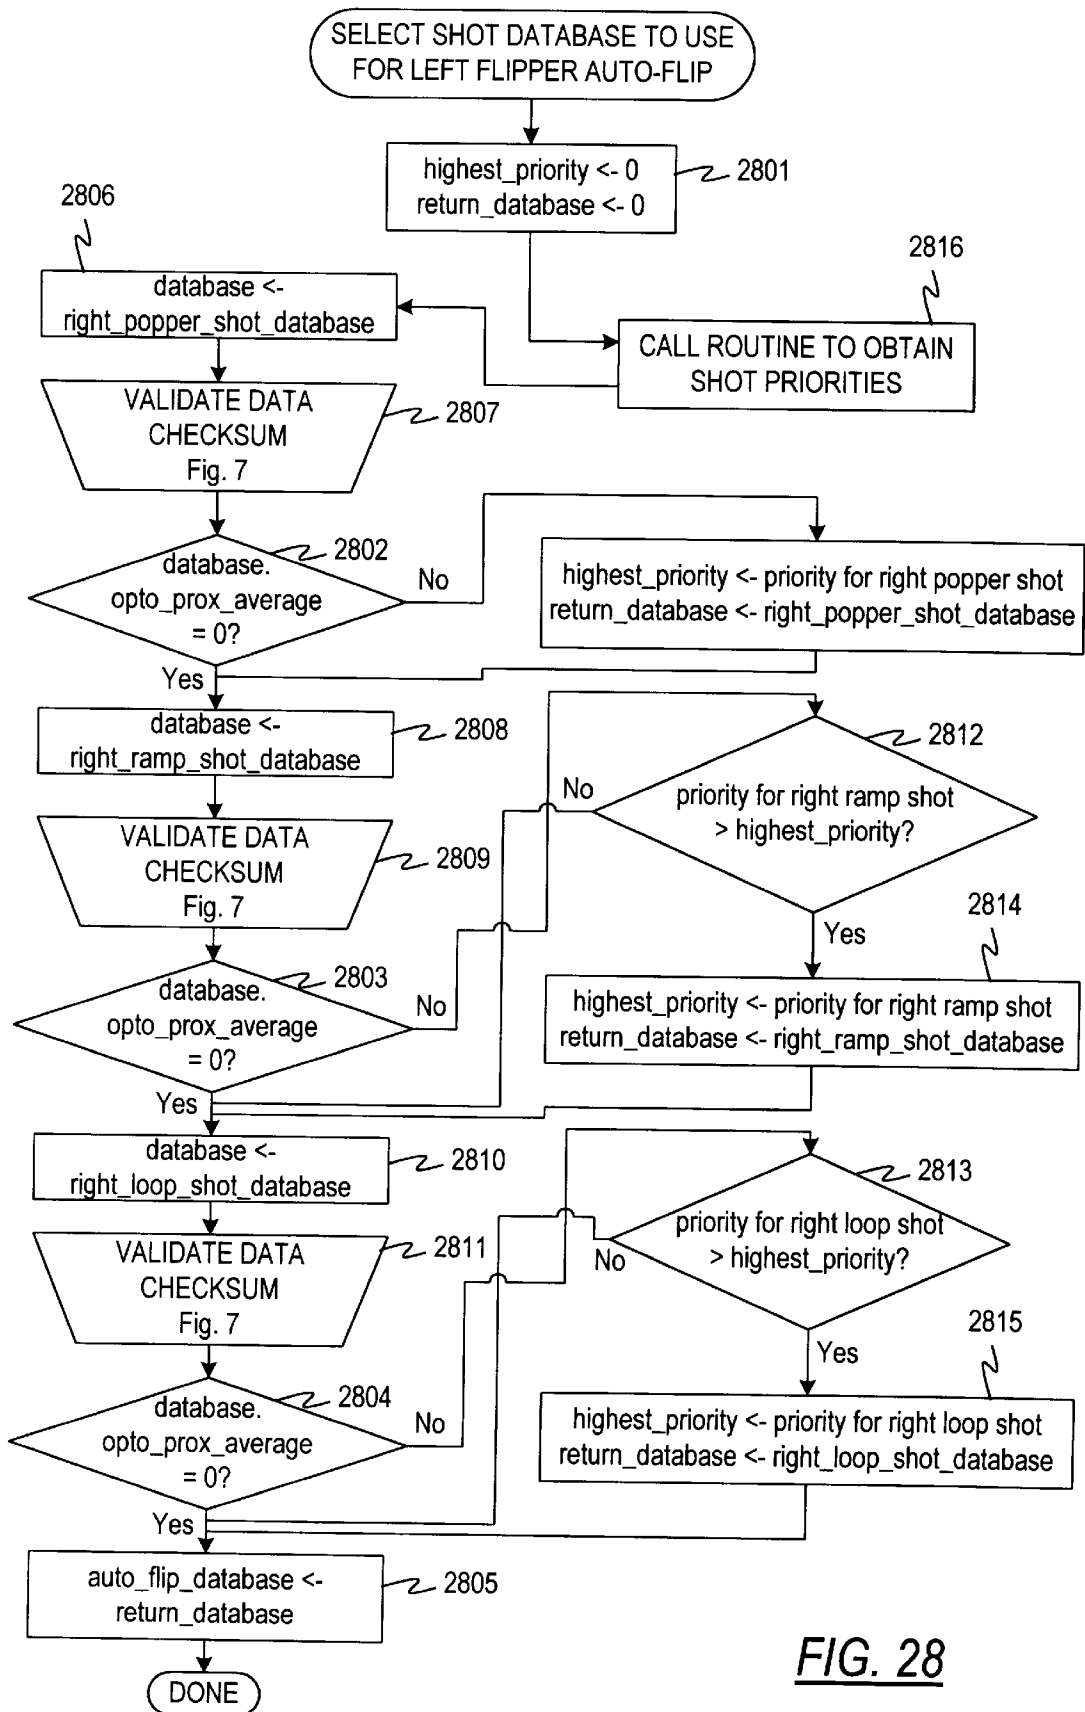 SELECT SHOT DATABASE TO USE
FOR LEFT FLIPPER AUTO-FLIP
highest_priority <- 0
return_database <- 0
2801
2806
2816
database <-
right_popper_shot_database
CALL ROUTINE TO OBTAIN
SHOT PRIORITIES
VALIDATE DATA
CHECKSUM
Fig. 7
2807
2802
database.
opto_prox_average
= 0?
No
Yes
highest_priority <- priority for right popper shot
return_database <- right_popper_shot_database
database <-
right_ramp_shot_database
2808
2812
priority for right ramp shot
> highest_priority?
No
Yes
VALIDATE DATA
CHECKSUM
Fig. 7
2809
2814
2803
database.
opto_prox_average
= 0?
No
Yes
highest_priority <- priority for right ramp shot
return_database <- right_ramp_shot_database
database <-
right_loop_shot_database
2810
2813
priority for right loop shot
> highest_priority?
No
Yes
VALIDATE DATA
CHECKSUM
Fig. 7
2811
2815
2804
database.
opto_prox_average
= 0?
No
Yes
highest_priority <- priority for right loop shot
return_database <- right_loop_shot_database
auto_flip_database <-
return_database
2805
DONE
FIG. 28